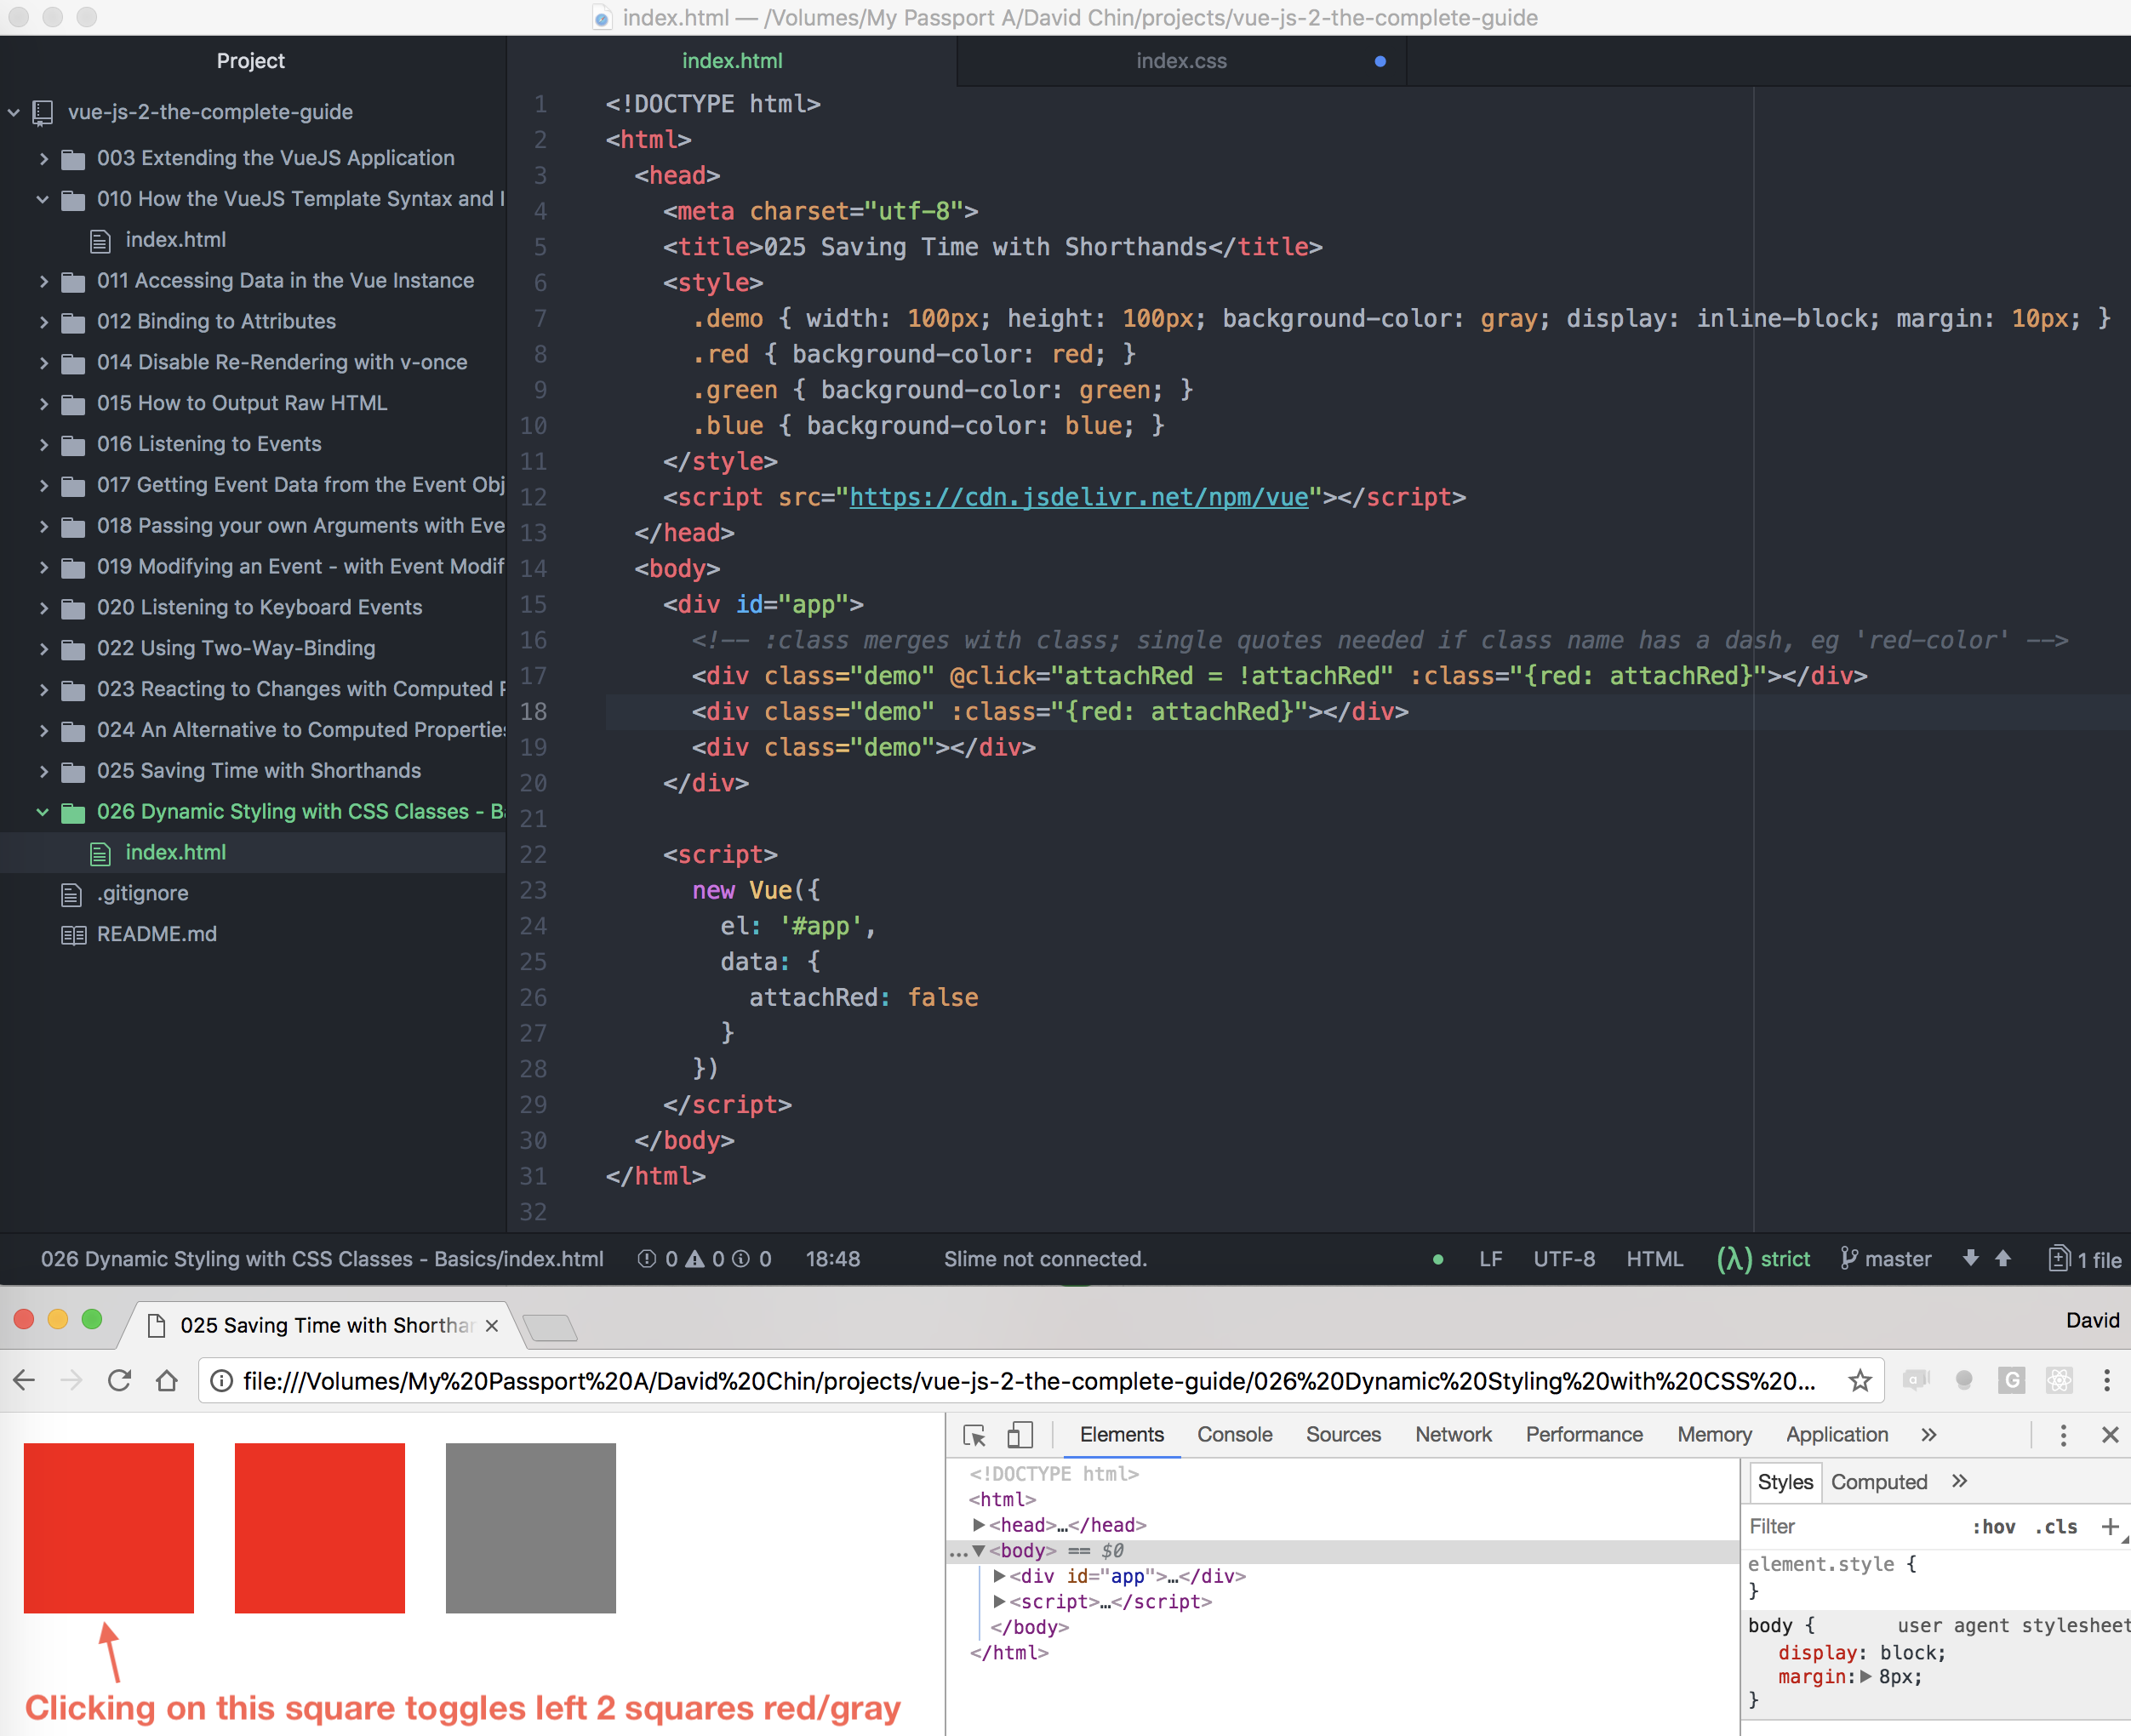 index.html — /Volumes/My Passport A/David Chin/projects/vue-js-2-the-complete-guide
Project
vue-js-2-the-complete-guide
003 Extending the VueJS Application
010 How the VueJS Template Syntax and I
index.html
011 Accessing Data in the Vue Instance
012 Binding to Attributes
014 Disable Re-Rendering with v-once
015 How to Output Raw HTML
016 Listening to Events
017 Getting Event Data from the Event Obj
018 Passing your own Arguments with Eve
019 Modifying an Event - with Event Modif
020 Listening to Keyboard Events
022 Using Two-Way-Binding
023 Reacting to Changes with Computed P
024 An Alternative to Computed Properties
025 Saving Time with Shorthands
026 Dynamic Styling with CSS Classes - Ba
index.html
.gitignore
README.md
index.html
index.css
1 <!DOCTYPE html>
2 <html>
3 <head>
4 <meta charset="utf-8">
5 <title>025 Saving Time with Shorthands</title>
6 <style>
7 .demo { width: 100px; height: 100px; background-color: gray; display: inline-block; margin: 10px; }
8 .red { background-color: red; }
9 .green { background-color: green; }
10 .blue { background-color: blue; }
11 </style>
12 <script src="https://cdn.jsdelivr.net/npm/vue"></script>
13 </head>
14 <body>
15 <div id="app">
16 <!-- :class merges with class; single quotes needed if class name has a dash, eg 'red-color' -->
17 <div class="demo" @click="attachRed = !attachRed" :class="{red: attachRed}"></div>
18 <div class="demo" :class="{red: attachRed}"></div>
19 <div class="demo"></div>
20 </div>
21
22 <script>
23 new Vue({
24 el: '#app',
25 data: {
26 attachRed: false
27 }
28 })
29 </script>
30 </body>
31 </html>
32
026 Dynamic Styling with CSS Classes - Basics/index.html 0 0 0 18:48 Slime not connected. LF UTF-8 HTML (λ) strict master 1 file
025 Saving Time with Shorthan
David
file:///Volumes/My%20Passport%20A/David%20Chin/projects/vue-js-2-the-complete-guide/026%20Dynamic%20Styling%20with%20CSS%20...
Clicking on this square toggles left 2 squares red/gray
Elements Console Sources Network Performance Memory Application »
<!DOCTYPE html>
<html>
<head>…</head>
...<body> == $0
<div id="app">…</div>
<script>…</script>
</body>
</html>
Styles Computed »
Filter :hov .cls +
element.style {
}
body { user agent stylesheet
display: block;
margin: 8px;
}